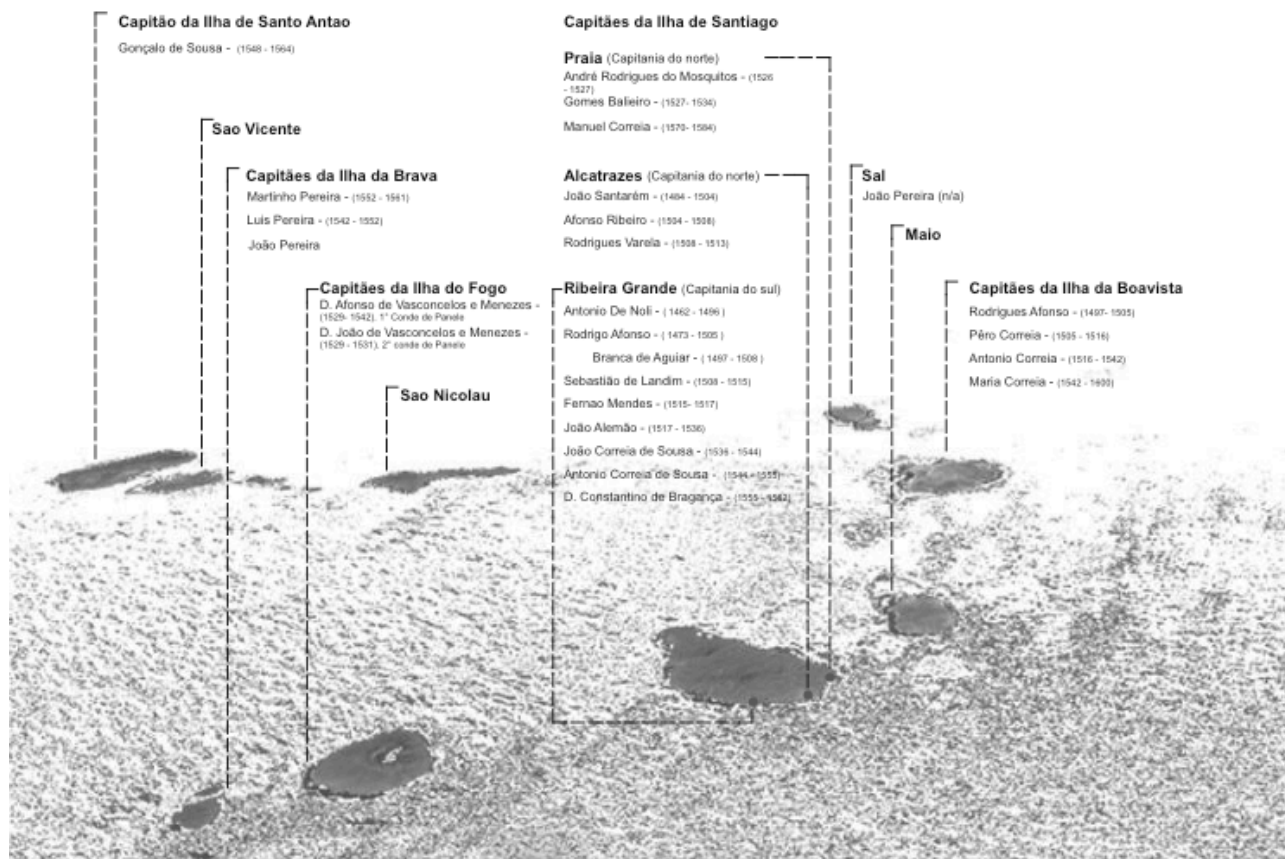 Capitão da Ilha de Santo Antao
Gonçalo de Sousa - (1548 - 1564)
Sao Vicente
Capitães da Ilha da Brava
Martinho Pereira - (1552 - 1561)
Luis Pereira - (1542 - 1552)
João Pereira
Capitães da Ilha do Fogo
D. Afonso de Vasconcelos e Menezes -
(1529- 1542). 1° Conde de Panele
D. João de Vasconcelos e Menezes -
(1529 - 1531). 2° conde de Panele
Sao Nicolau
Capitães da Ilha de Santiago
Praia (Capitania do norte)
André Rodrigues do Mosquitos - (1526
- 1527)
Gomes Balieiro - (1527- 1534)
Manuel Correia - (1570- 1584)
Alcatrazes (Capitania do norte)
João Santarém - (1484 - 1504)
Afonso Ribeiro - (1504 - 1508)
Rodrigues Varela - (1508 - 1513)
Ribeira Grande (Capitania do sul)
Antonio De Noli - ( 1462 - 1496 )
Rodrigo Afonso - ( 1473 - 1505 )
Branca de Aguiar - ( 1497 - 1508 )
Sebastião de Landim - (1508 - 1515)
Fernao Mendes - (1515- 1517)
João Alemão - (1517 - 1536)
João Correia de Sousa - (1536 - 1544)
Antonio Correia de Sousa - (1544 - 1555)
D. Constantino de Bragança - (1555 - 1562)
Sal
João Pereira (n/a)
Maio
Capitães da Ilha da Boavista
Rodrigues Afonso - (1497- 1505)
Pêro Correia - (1505 - 1516)
Antonio Correia - (1516 - 1542)
Maria Correia - (1542 - 1600)